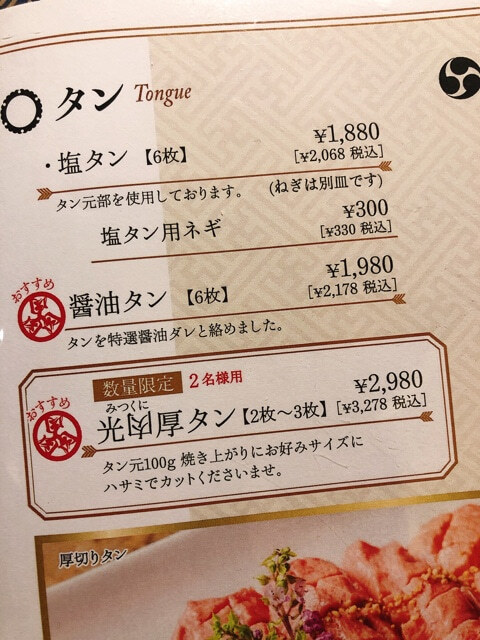 タン Tongue
・塩タン【6枚】 ¥1,880
[¥2,068 税込]
タン元部を使用しております。 (ねぎは別皿です)
塩タン用ネギ ¥300
[¥330 税込]
おすすめ
醤油タン【6枚】 ¥1,980
[¥2,178 税込]
タンを特選醤油ダレと絡めました。
数量限定 2名様用 ¥2,980
おすすめ
みつくに
光圀厚タン【2枚〜3枚】[¥3,278 税込]
タン元100g 焼き上がりにお好みサイズに
ハサミでカットくださいませ。
厚切りタン